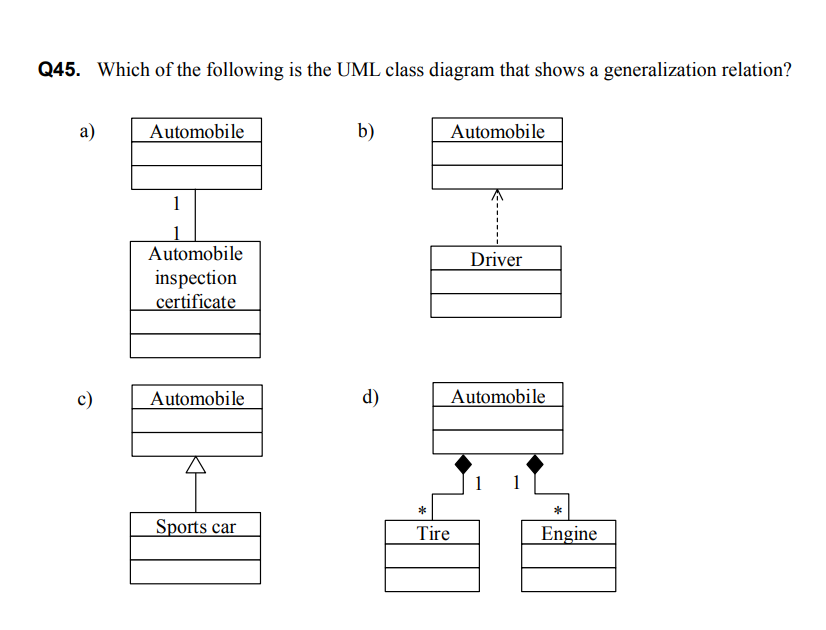 Q45. Which of the following is the UML class diagram that shows a generalization relation?
a)
Automobile
1
1
Automobile
inspection
certificate
b)
Automobile
Driver
c)
Automobile
Sports car
d)
Automobile
1 1
* *
Tire
Engine